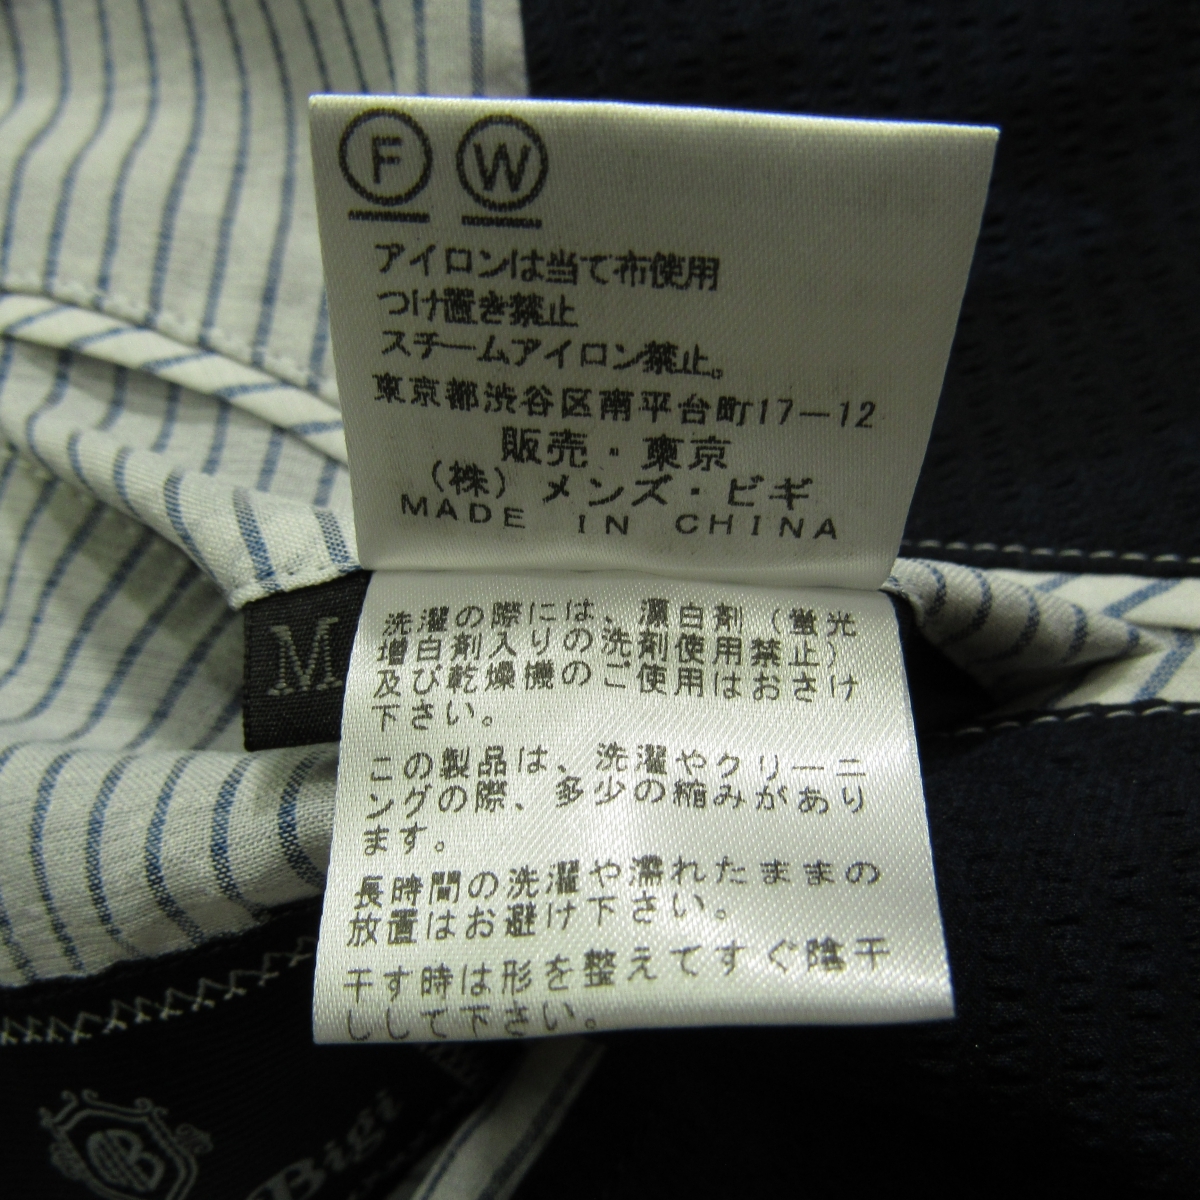 F W
アイロンは当て布使用
つけ置き禁止
スチームアイロン禁止。
東京都渋谷区南平台町17－12
販売・東京
（株）メンズ・ビギ
MADE IN CHINA
M
洗濯の際には、漂白剤（蛍光
増白剤入りの洗剤使用禁止）
及び乾燥機のご使用はおさけ
下さい。
この製品は、洗濯やクリーニ
ングの際、多少の縮みがあり
ます。
長時間の洗濯や濡れたままの
放置はお避け下さい。
干す時は形を整えてすぐ陰干
しして下さい。
B
Bigi